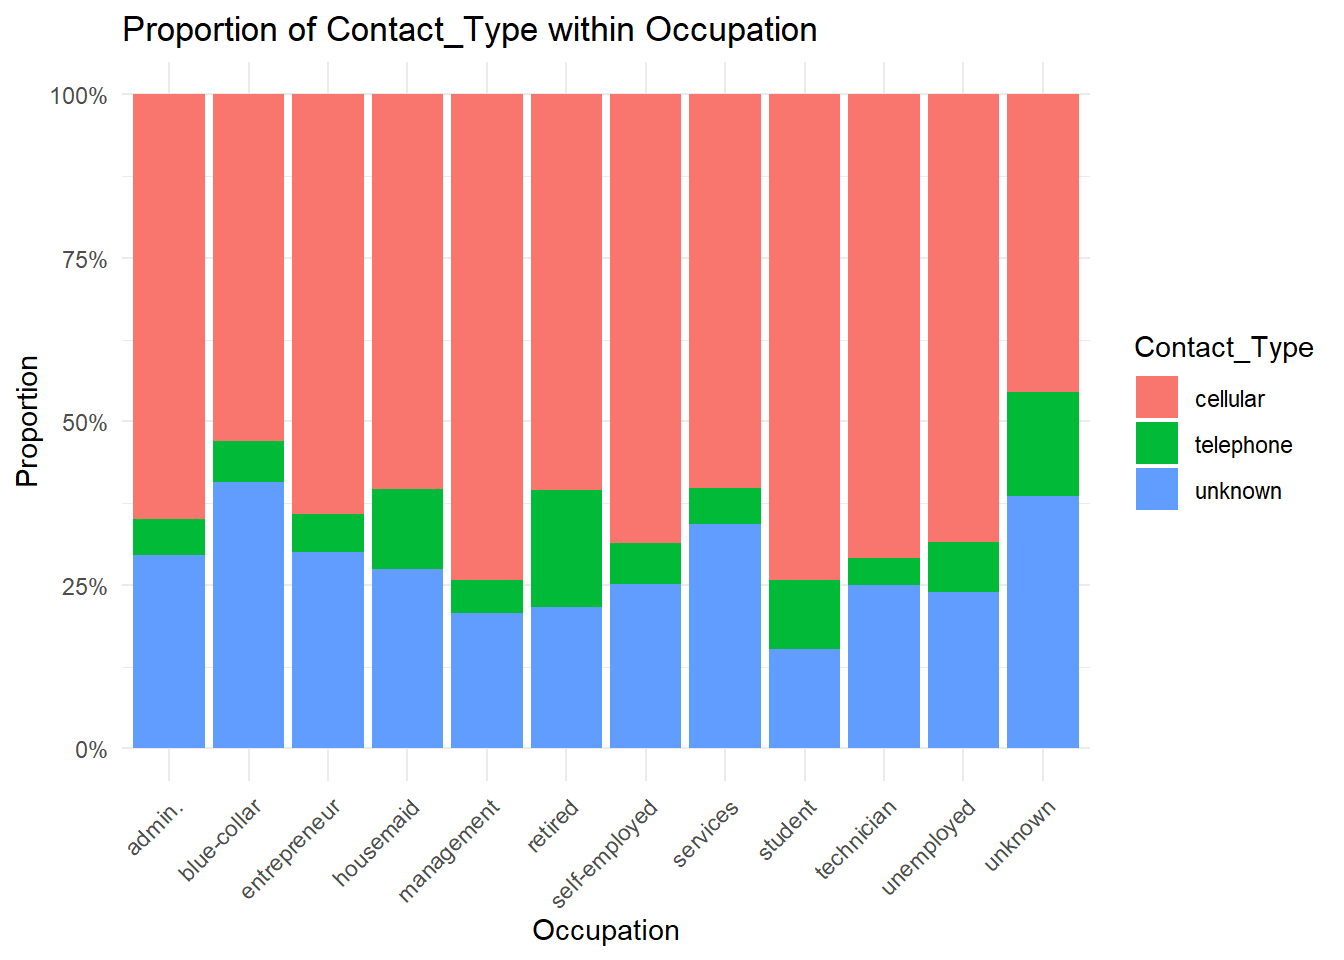 Proportion of Contact_Type within Occupation
100%
75%
50%
25%
0%
Proportion
admin.
blue-collar
entrepreneur
housemaid
management
retired
self-employed
services
student
technician
unemployed
unknown
Occupation
Contact_Type
cellular
telephone
unknown